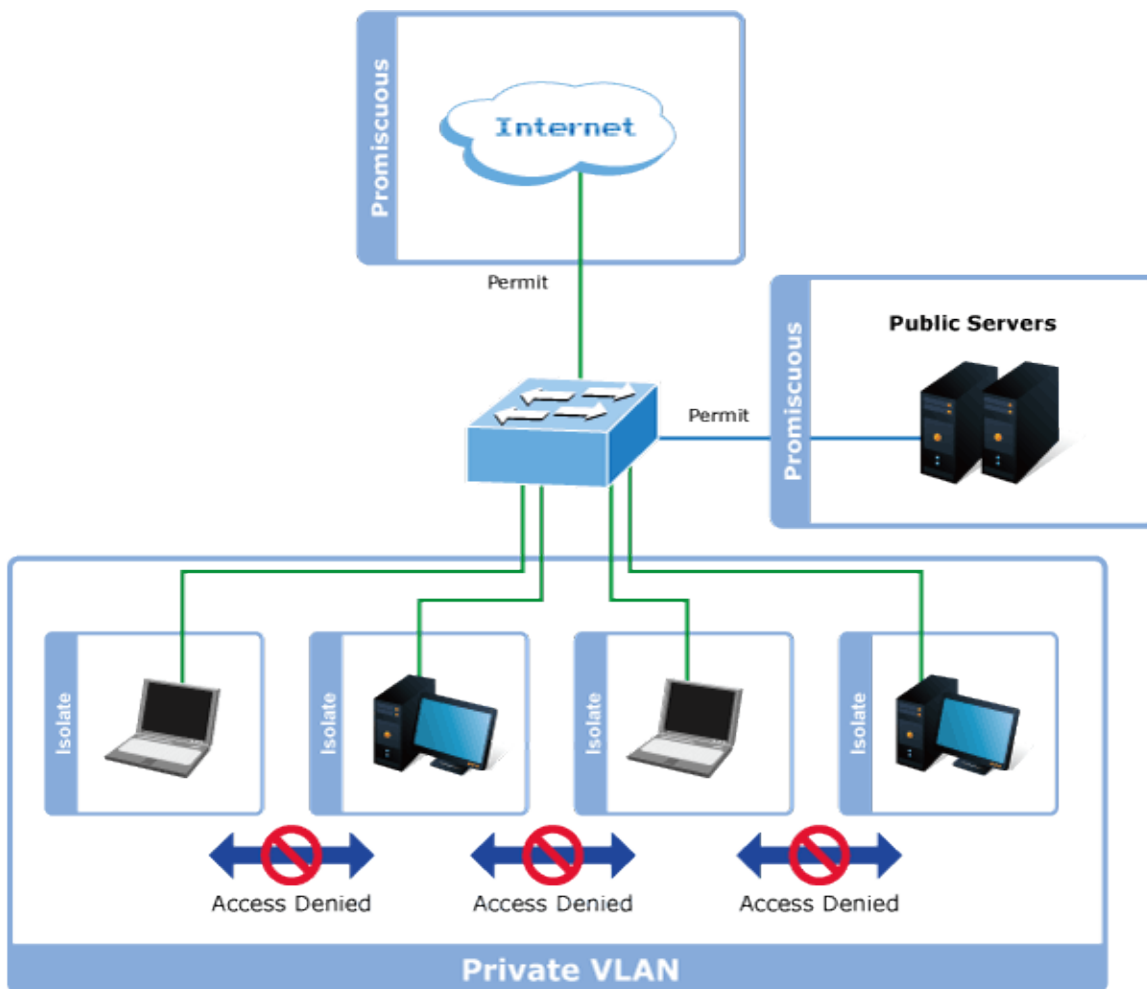 Promiscuous
Internet
Permit
Promiscuous
Public Servers
Permit
Isolate
Isolate
Isolate
Isolate
Access Denied
Access Denied
Access Denied
Private VLAN